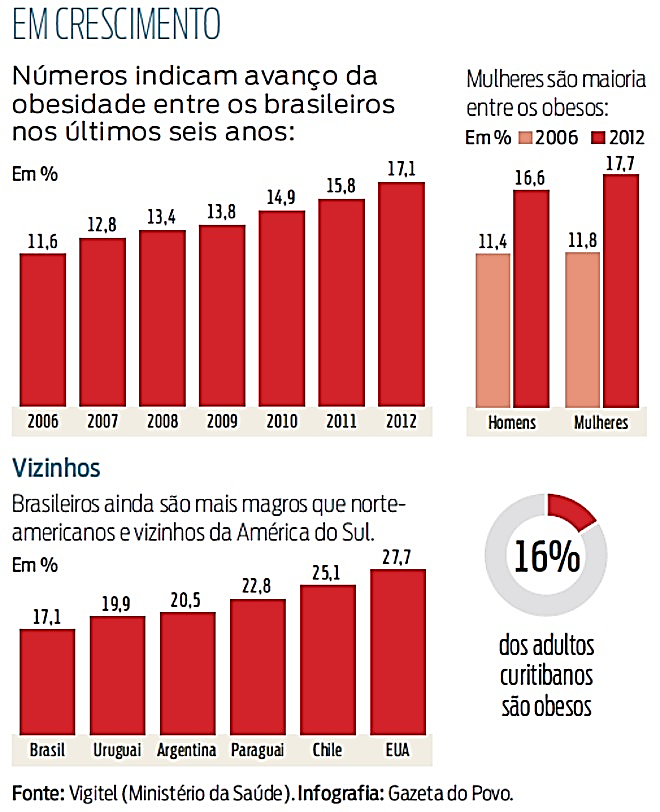 EM CRESCIMENTO
Números indicam avanço da
obesidade entre os brasileiros
nos últimos seis anos:
Em %
11,6
12,8
13,4
13,8
14,9
15,8
17,1
2006 2007 2008 2009 2010 2011 2012
Mulheres são maioria
entre os obesos:
Em % 2006 2012
11,4
16,6
11,8
17,7
Homens Mulheres
Vizinhos
Brasileiros ainda são mais magros que norte-
americanos e vizinhos da América do Sul.
Em %
17,1
19,9
20,5
22,8
25,1
27,7
Brasil Uruguai Argentina Paraguai Chile EUA
16%
dos adultos
curitibanos
são obesos
Fonte: Vigitel (Ministério da Saúde). Infografia: Gazeta do Povo.